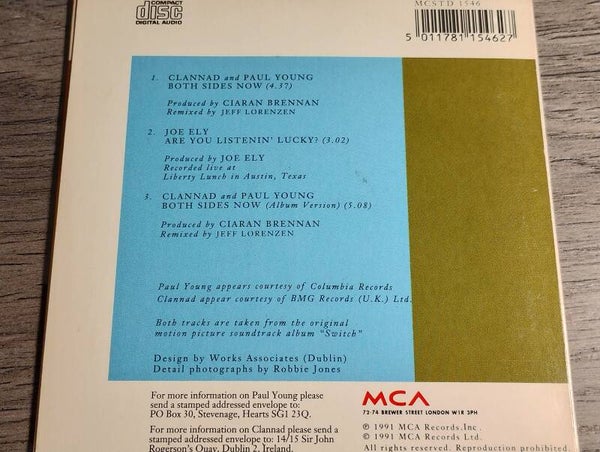 COMPACT
disc
DIGITAL AUDIO
MCSTD 1546
5 011781 154627
1. CLANNAD and PAUL YOUNG
BOTH SIDES NOW (4.37)
Produced by CIARAN BRENNAN
Remixed by JEFF LORENZEN
2. JOE ELY
ARE YOU LISTENIN' LUCKY? (3.02)
Produced by JOE ELY
Recorded live at
Liberty Lunch in Austin, Texas
3. CLANNAD and PAUL YOUNG
BOTH SIDES NOW (Album Version) (5.08)
Produced by CIARAN BRENNAN
Remixed by JEFF LORENZEN
Paul Young appears courtesy of Columbia Records
Clannad appear courtesy of BMG Records (U.K.) Ltd.
Both tracks are taken from the original
motion picture soundtrack album "Switch"
Design by Works Associates (Dublin)
Detail photographs by Robbie Jones
For more information on Paul Young please
send a stamped addressed envelope to:
PO Box 30, Stevenage, Hearts SG1 23Q.
For more information on Clannad please send a
stamped addressed envelope to: 14/15 Sir John
Rogerson's Quay, Dublin 2, Ireland.
MCA
72-74 BREWER STREET LONDON W1R 3PH
℗ 1991 MCA Records.Inc.
© 1991 MCA Records Ltd.
All rights reserved. Reproduction prohibited.